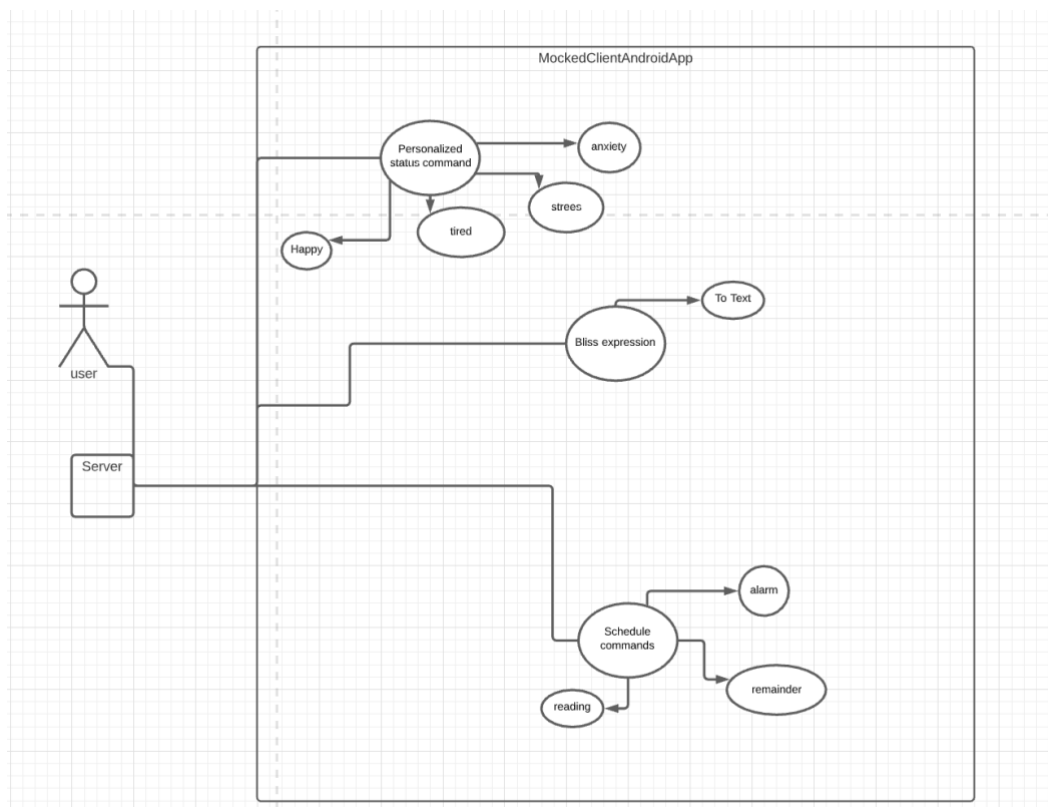 MockedClientAndroidApp
Personalized
status command
anxiety
strees
tired
Happy
To Text
Bliss expression
user
Server
alarm
Schedule
commands
remainder
reading